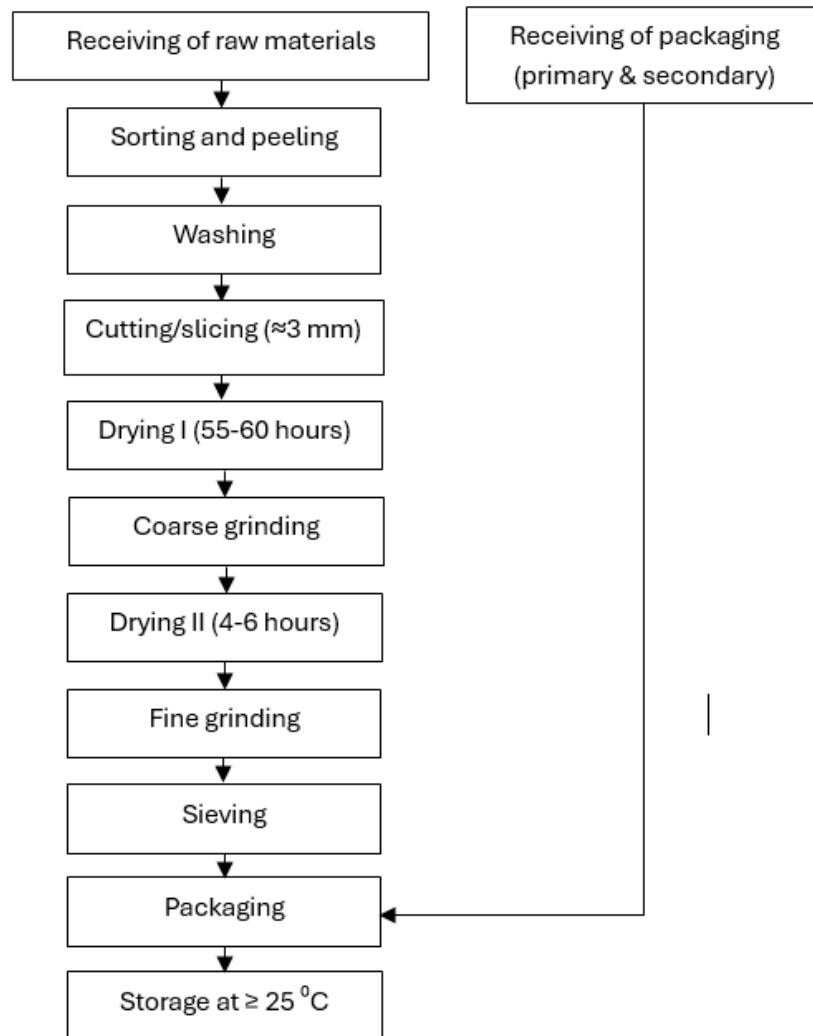 Receiving of raw materials
Receiving of packaging
(primary & secondary)
Sorting and peeling
Washing
Cutting/slicing (≈3 mm)
Drying I (55-60 hours)
Coarse grinding
Drying II (4-6 hours)
Fine grinding
Sieving
Packaging
Storage at ≥ 25 ⁰C